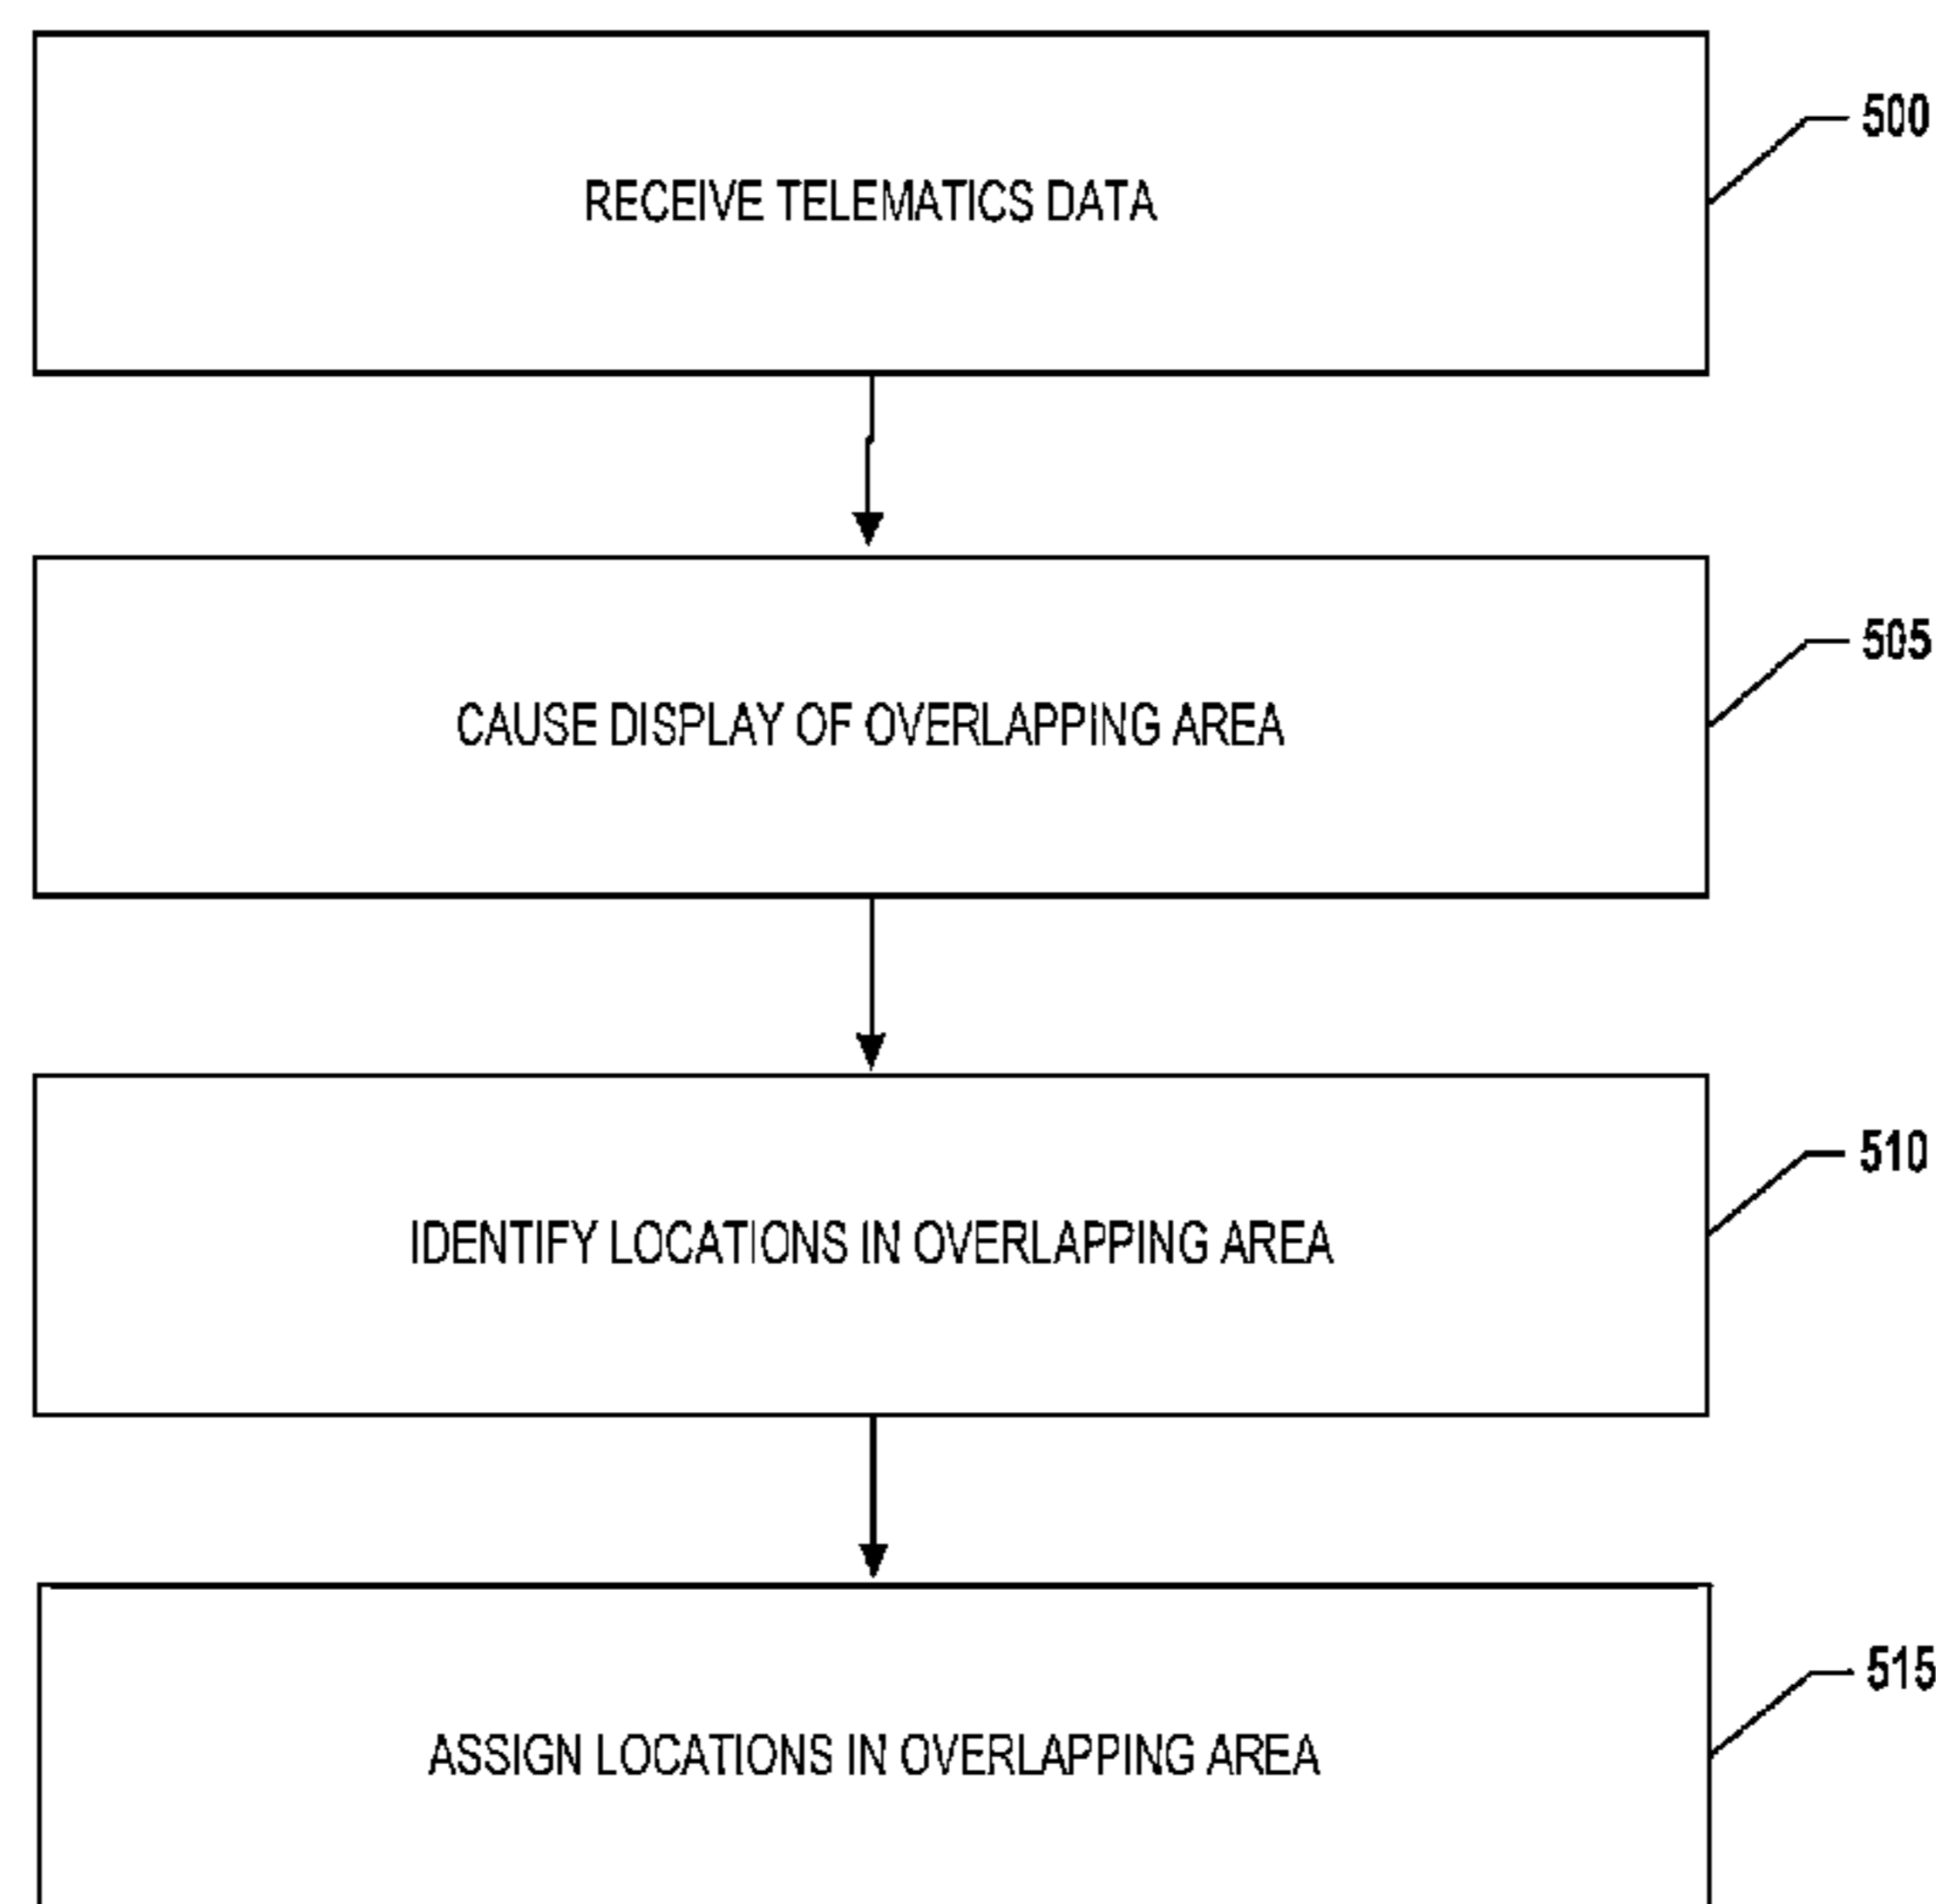 RECEIVE TELEMATICS DATA
500
CAUSE DISPLAY OF OVERLAPPING AREA
505
IDENTIFY LOCATIONS IN OVERLAPPING AREA
510
ASSIGN LOCATIONS IN OVERLAPPING AREA
515